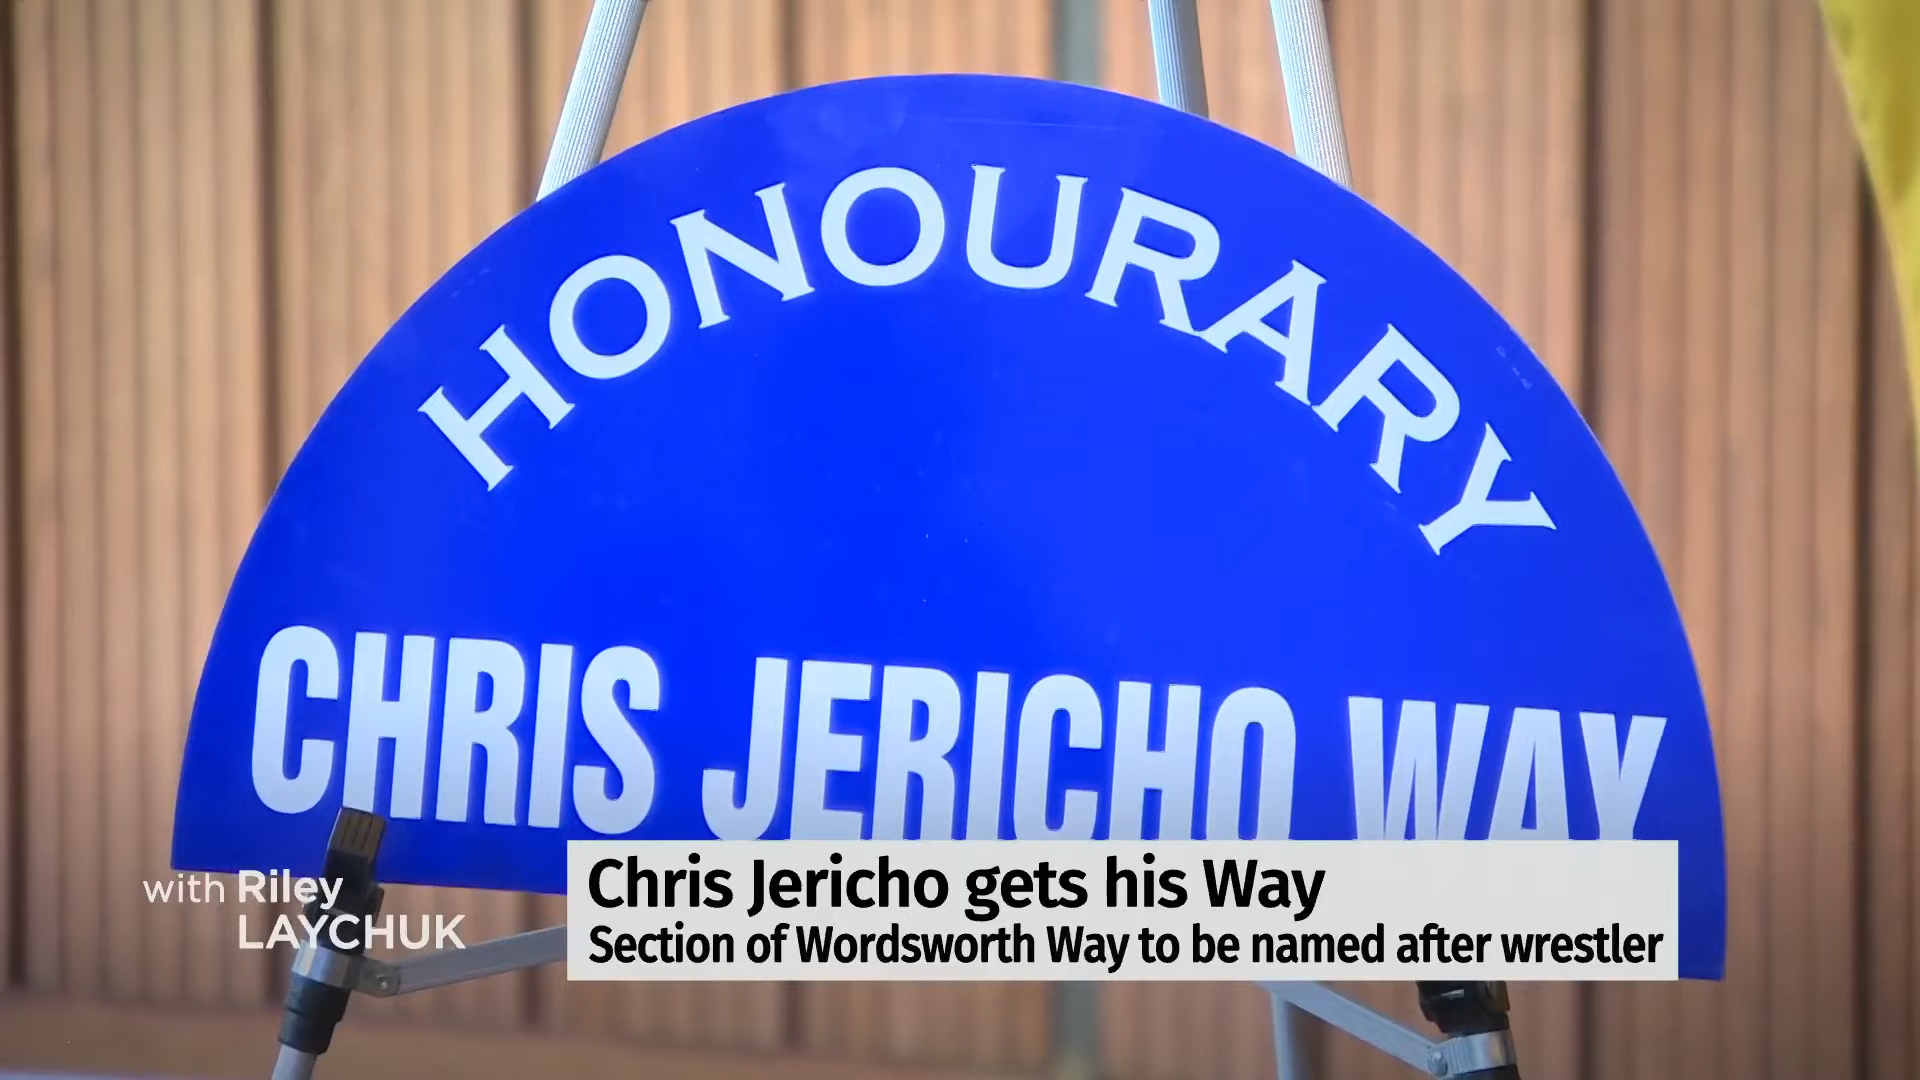 HONOURARY
CHRIS JERICHO WAY
with Riley
LAYCHUK
Chris Jericho gets his Way
Section of Wordsworth Way to be named after wrestler